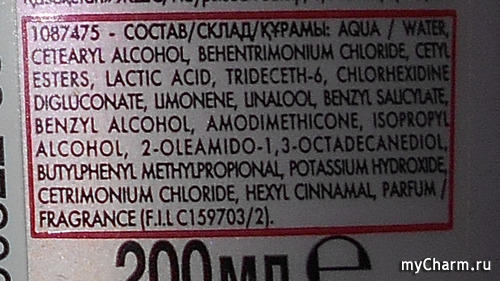 1087475 - СОСТАВ/СКЛАД/ҚҰРАМЫ: AQUA / WATER,
CETEARYL ALCOHOL, BEHENTRIMONIUM CHLORIDE, CETYL
ESTERS, LACTIC ACID, TRIDECETH-6, CHLORHEXIDINE
DIGLUCONATE, LIMONENE, LINALOOL, BENZYL SALICYLATE,
BENZYL ALCOHOL, AMODIMETHICONE, ISOPROPYL
ALCOHOL, 2-OLEAMIDO-1,3-OCTADECANEDIOL,
BUTYLPHENYL METHYLPROPIONAL, POTASSIUM HYDROXIDE,
CETRIMONIUM CHLORIDE, HEXYL CINNAMAL, PARFUM /
FRAGRANCE (F.I.L C159703/2).
200мл e
myCharm.ru